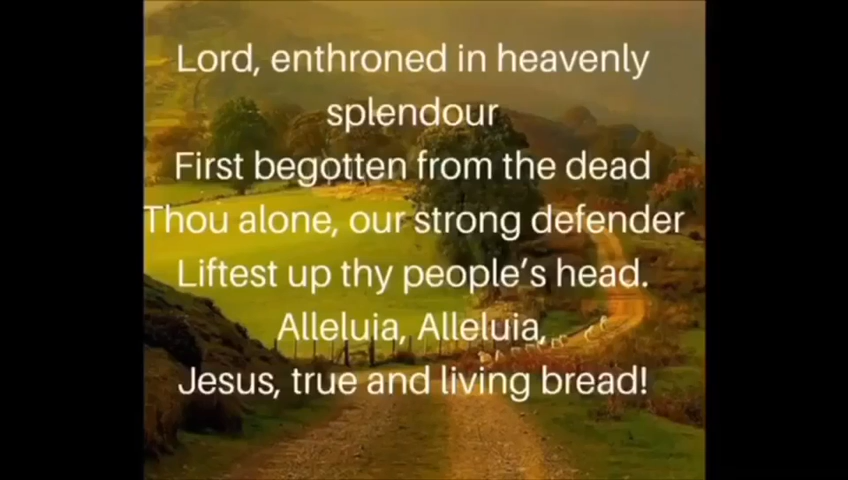 Lord, enthroned in heavenly
splendour
First begotten from the dead
Thou alone, our strong defender
Liftest up thy people’s head.
Alleluia, Alleluia,
Jesus, true and living bread!